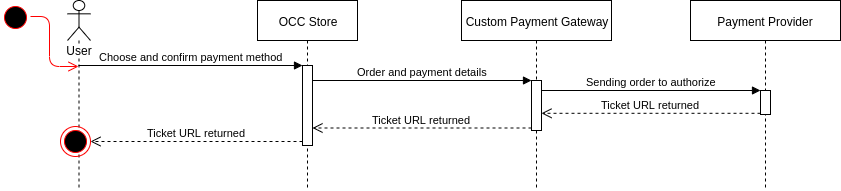 OCC Store
Custom Payment Gateway
Payment Provider
User
Choose and confirm payment method
Order and payment details
Sending order to authorize
Ticket URL returned
Ticket URL returned
Ticket URL returned